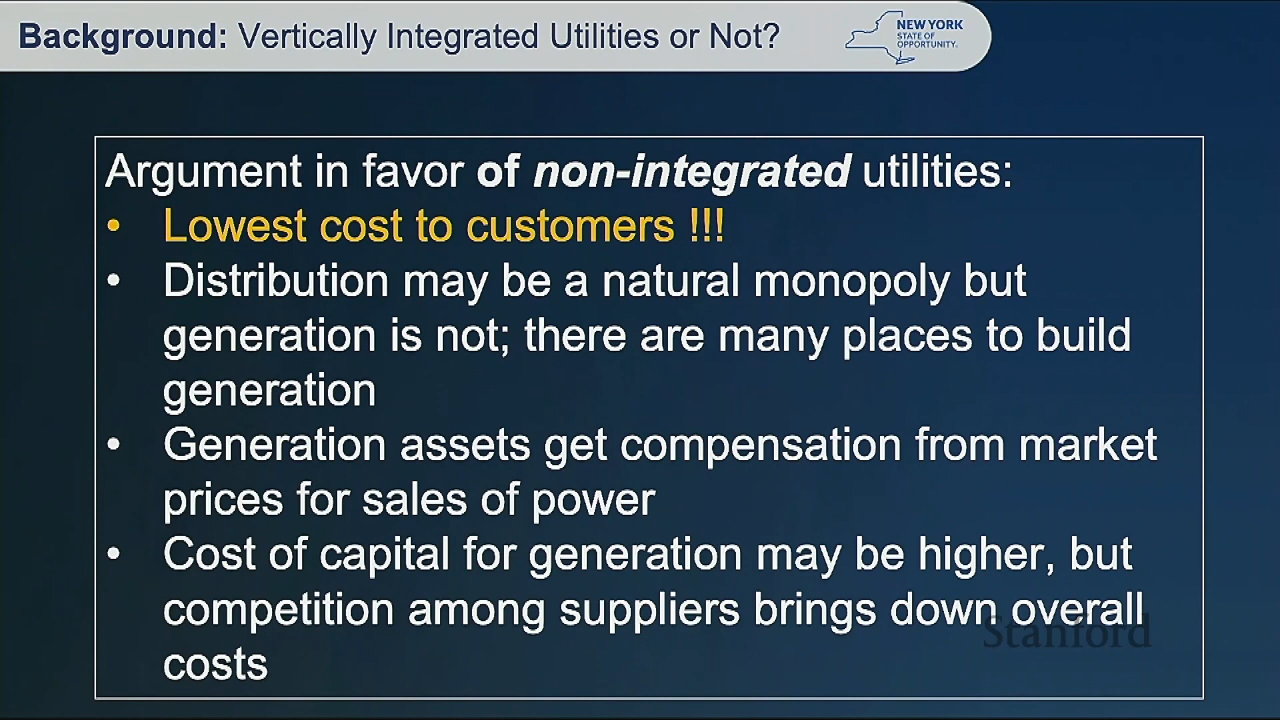 Background: Vertically Integrated Utilities or Not?
NEW YORK
STATE OF
OPPORTUNITY.
Argument in favor of non-integrated utilities:
• Lowest cost to customers !!!
• Distribution may be a natural monopoly but
generation is not; there are many places to build
generation
• Generation assets get compensation from market
prices for sales of power
• Cost of capital for generation may be higher, but
competition among suppliers brings down overall
costs
Stanford